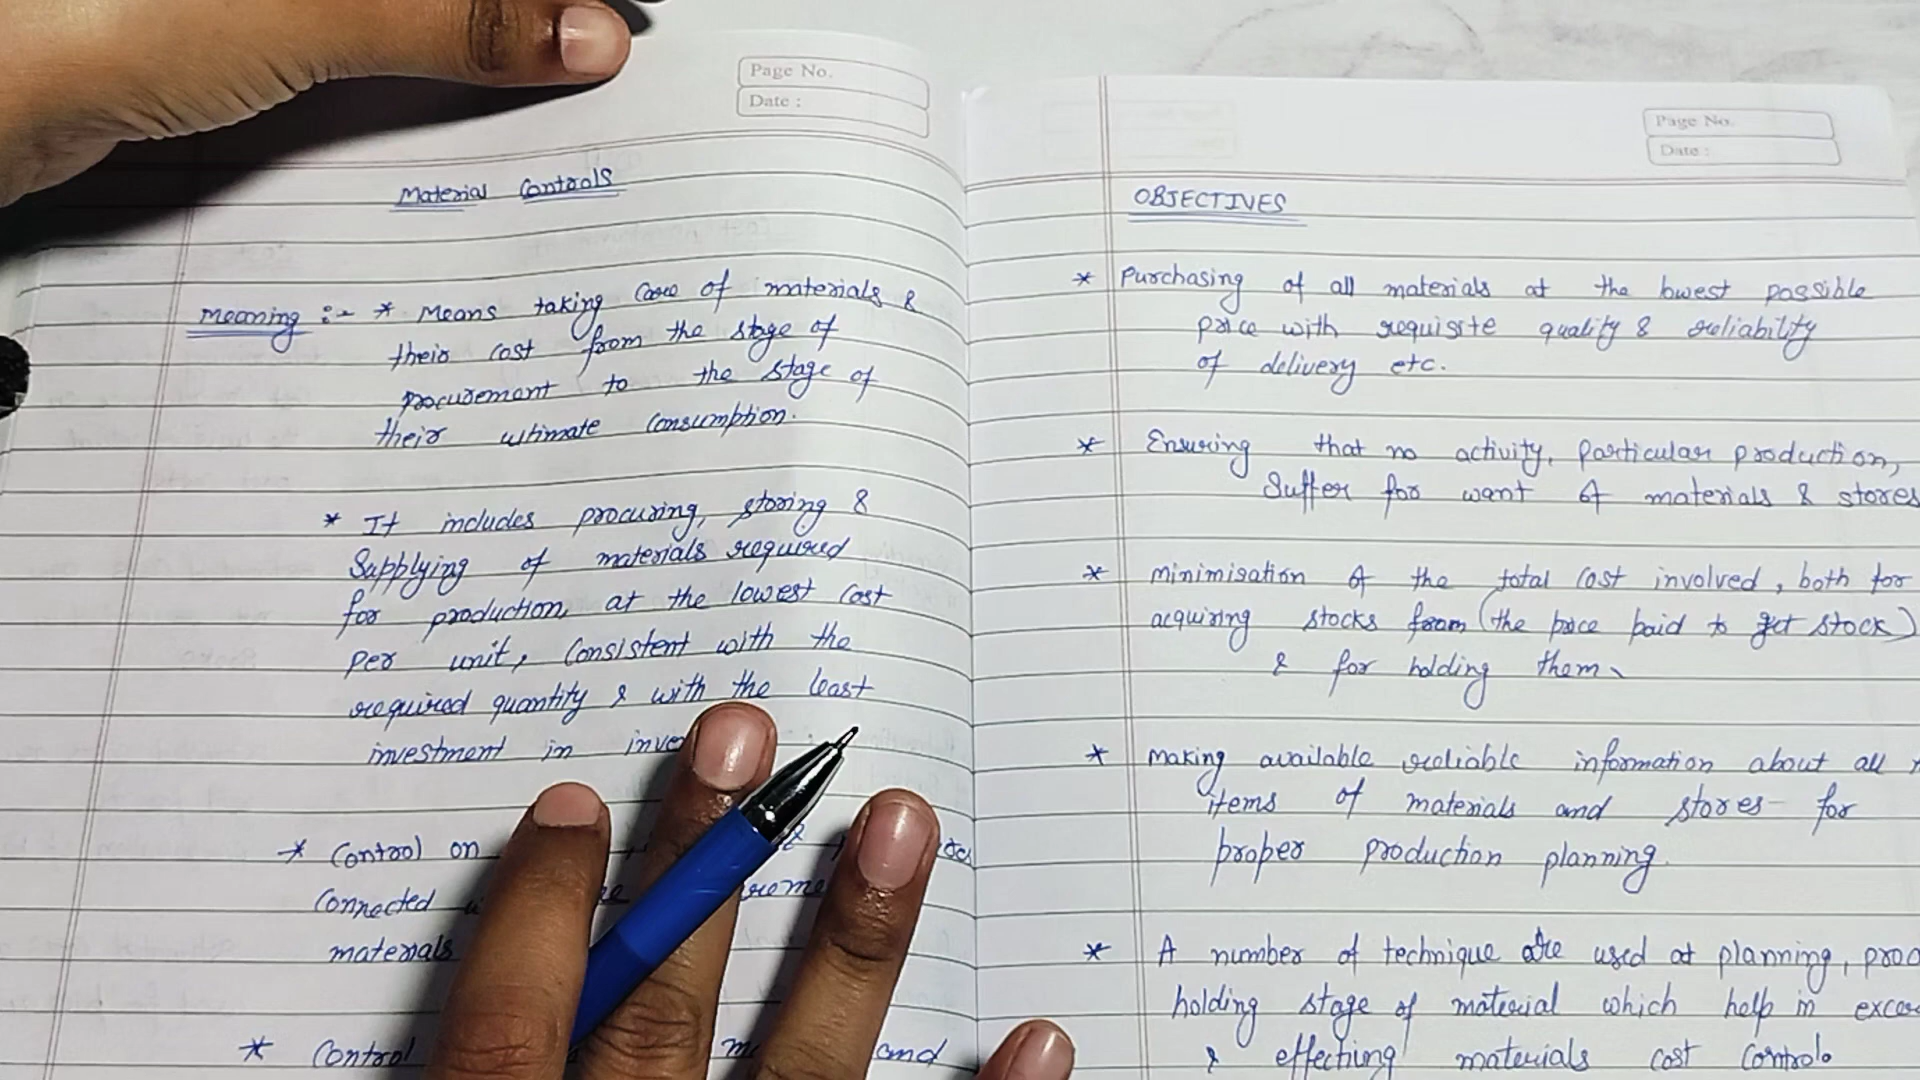 Page No.
Date :
Material Controls
Meaning :- * Means taking care of materials &
their cost from the stage of
procurement to the stage of
their ultimate consumption.
* It includes procuring, storing &
Supplying of materials required
for production, at the lowest cost
per unit, consistent with the
required quantity & with the least
investment in
* Control on
Connected
materials
* Control and
Page No.
Date :
OBJECTIVES
* Purchasing of all materials at the lowest possible
price with requisite quality & reliability
of delivery etc.
* Ensuring that no activity, particular production,
Suffer for want of materials & stores
* minimisation of the total cost involved, both for
acquiring stocks from (the price paid to get stock)
& for holding them
* Making available reliable information about all
items of materials and stores for
proper production planning.
* A number of technique are used at planning,
holding stage of material which help in
& effecting materials cost control.